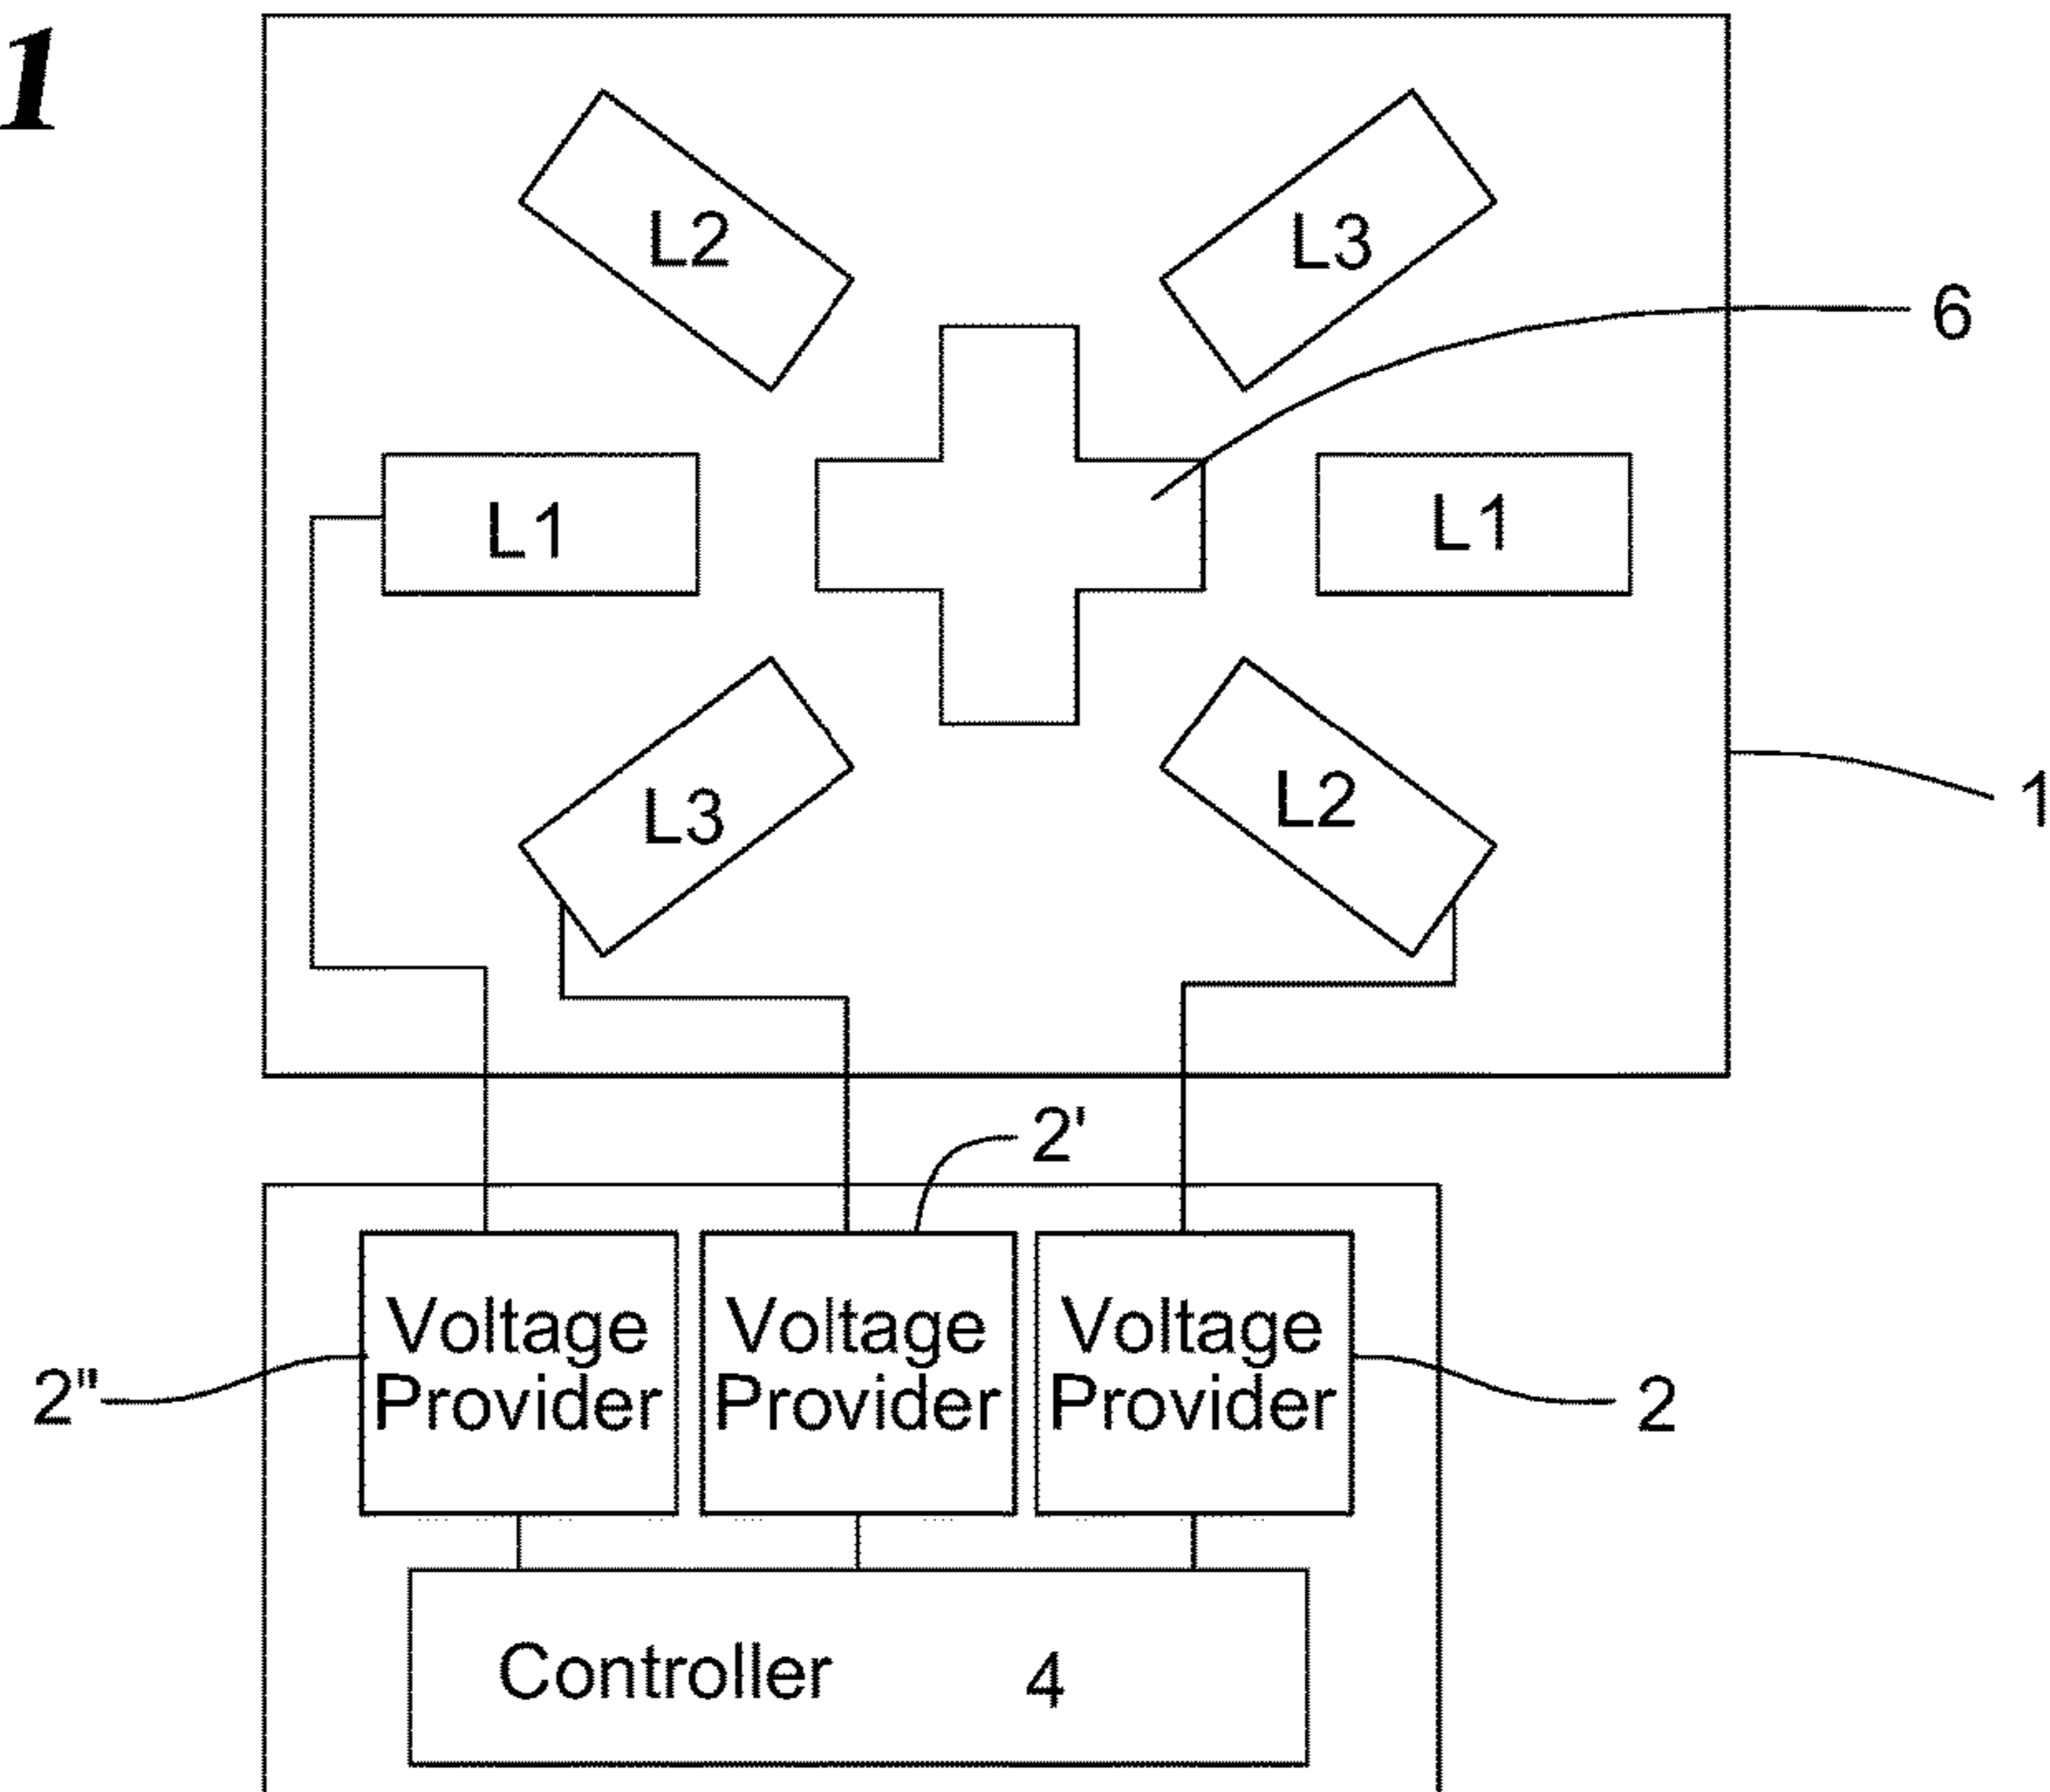 1
L2
L3
6
L1
L1
L3
L2
1
2'
Voltage
Provider
Voltage
Provider
Voltage
Provider
2"
2
Controller 4